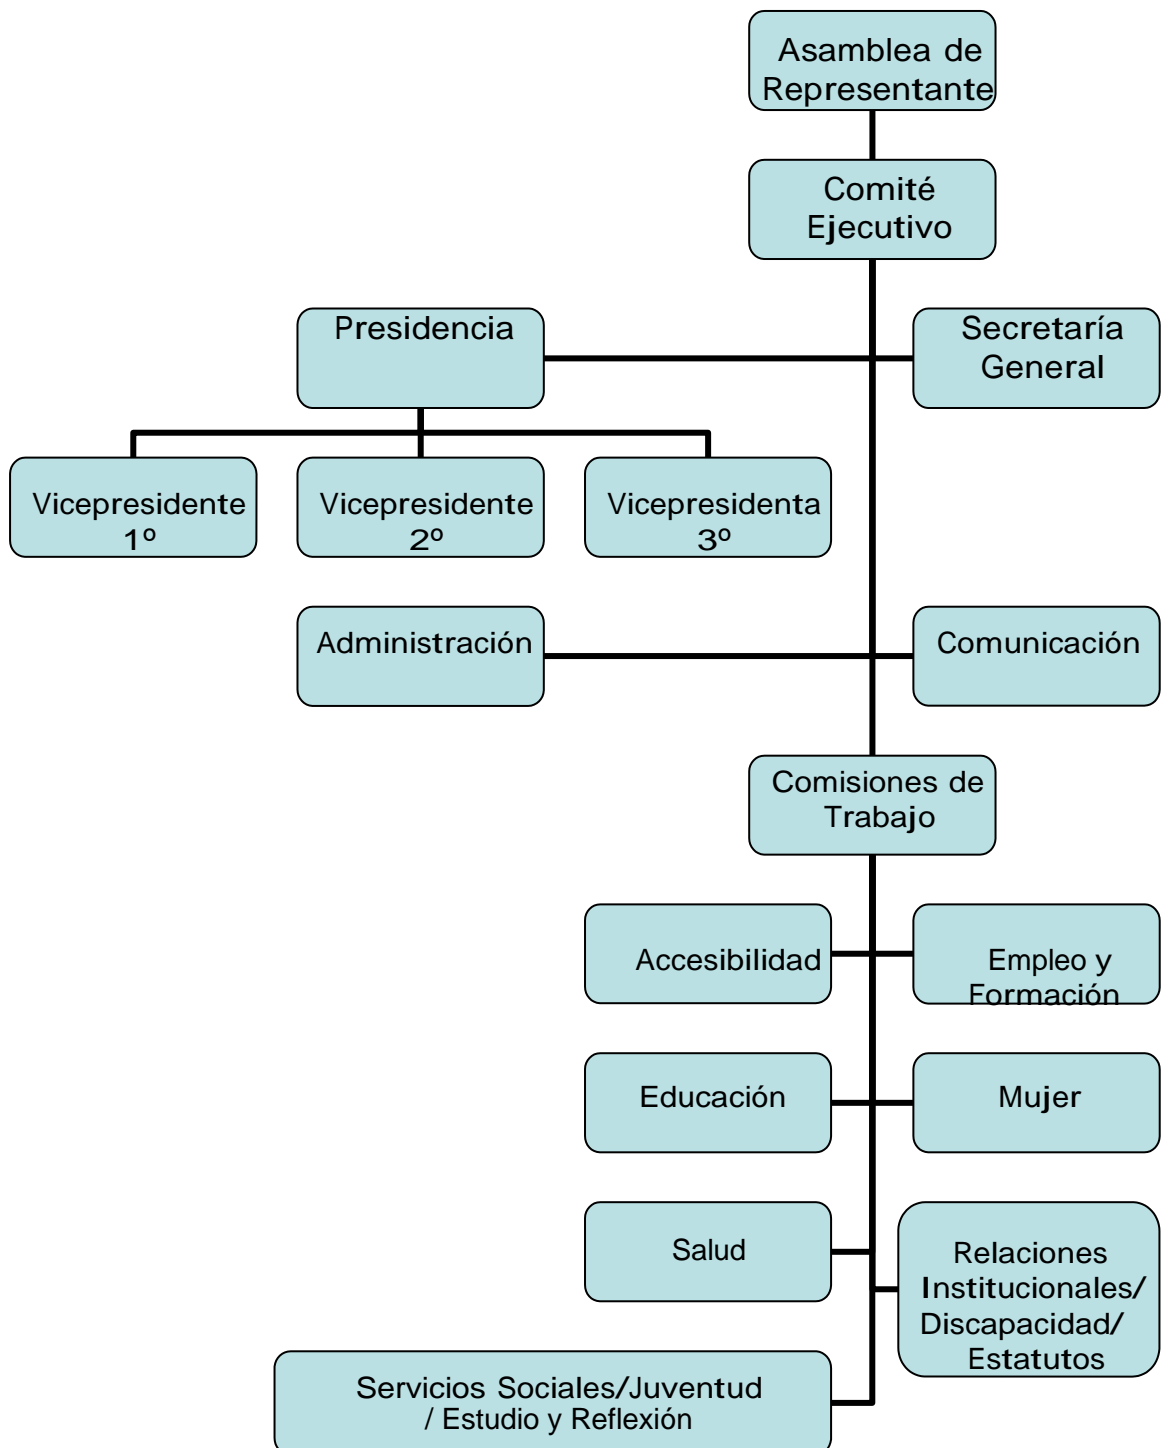 Asamblea de
Representante
Comité
Ejecutivo
Presidencia
Secretaría
General
Vicepresidente
1º
Vicepresidente
2º
Vicepresidenta
3º
Administración
Comunicación
Comisiones de
Trabajo
Accesibilidad
Empleo y
Formación
Educación
Mujer
Salud
Relaciones
Institucionales/
Discapacidad/
Estatutos
Servicios Sociales/Juventud
/ Estudio y Reflexión